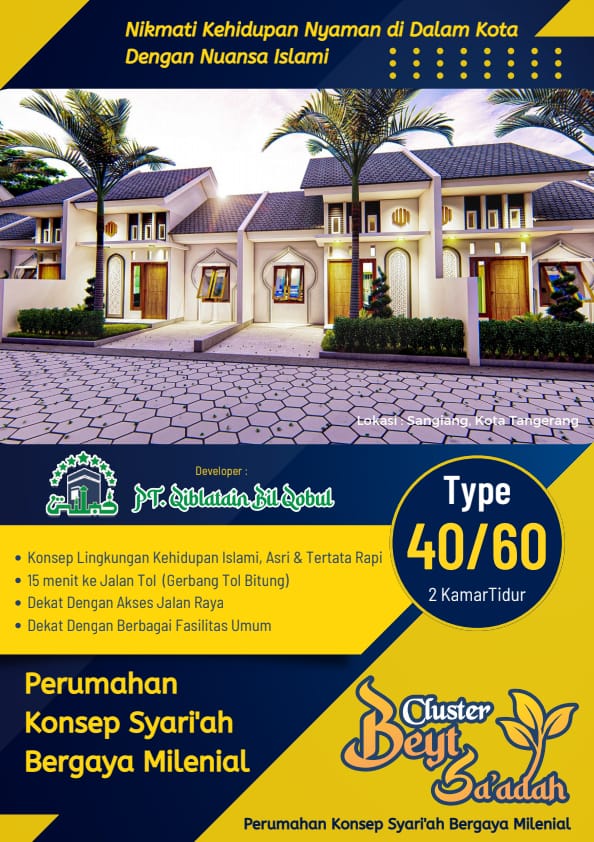 Nikmati Kehidupan Nyaman di Dalam Kota
Dengan Nuansa Islami
Lokasi : Sangiang, Kota Tangerang
Developer :
PT. Qiblatain Bil Qobul
Type
40/60
2 KamarTidur
• Konsep Lingkungan Kehidupan Islami, Asri & Tertata Rapi
• 15 menit ke Jalan Tol (Gerbang Tol Bitung)
• Dekat Dengan Akses Jalan Raya
• Dekat Dengan Berbagai Fasilitas Umum
Perumahan
Konsep Syari'ah
Bergaya Milenial
Cluster
Beyt
Sa'adah
Perumahan Konsep Syari'ah Bergaya Milenial